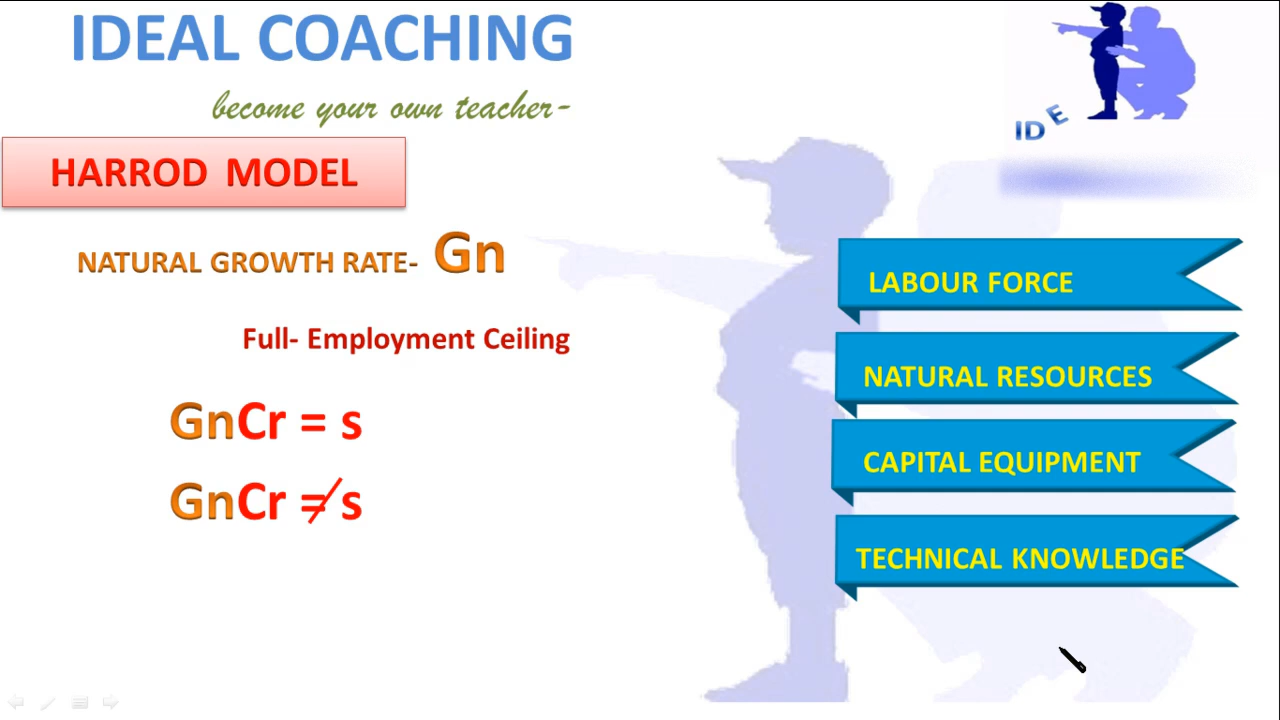 IDEAL COACHING
become your own teacher-
IDE
HARROD MODEL
NATURAL GROWTH RATE- Gn
Full- Employment Ceiling
GnCr = s
GnCr ≠ s
LABOUR FORCE
NATURAL RESOURCES
CAPITAL EQUIPMENT
TECHNICAL KNOWLEDGE